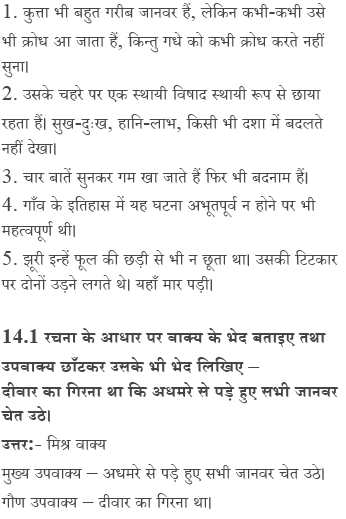 1. कुत्ता भी बहुत गरीब जानवर हैं, लेकिन कभी-कभी उसे
भी क्रोध आ जाता हैं, किन्तु गधे को कभी क्रोध करते नहीं
सुना।
2. उसके चहरे पर एक स्थायी विषाद स्थायी रूप से छाया
रहता हैं। सुख-दुःख, हानि-लाभ, किसी भी दशा में बदलते
नहीं देखा।
3. चार बातें सुनकर गम खा जाते हैं फिर भी बदनाम हैं।
4. गाँव के इतिहास में यह घटना अभूतपूर्व न होने पर भी
महत्वपूर्ण थी।
5. झूरी इन्हें फूल की छड़ी से भी न छूता था। उसकी टिटकार
पर दोनों उड़ने लगते थे। यहाँ मार पड़ी।
14.1 रचना के आधार पर वाक्य के भेद बताइए तथा
उपवाक्य छाँटकर उसके भी भेद लिखिए –
दीवार का गिरना था कि अधमरे से पड़े हुए सभी जानवर
चेत उठे।
उत्तर:- मिश्र वाक्य
मुख्य उपवाक्य – अधमरे से पड़े हुए सभी जानवर चेत उठे।
गौण उपवाक्य – दीवार का गिरना था।